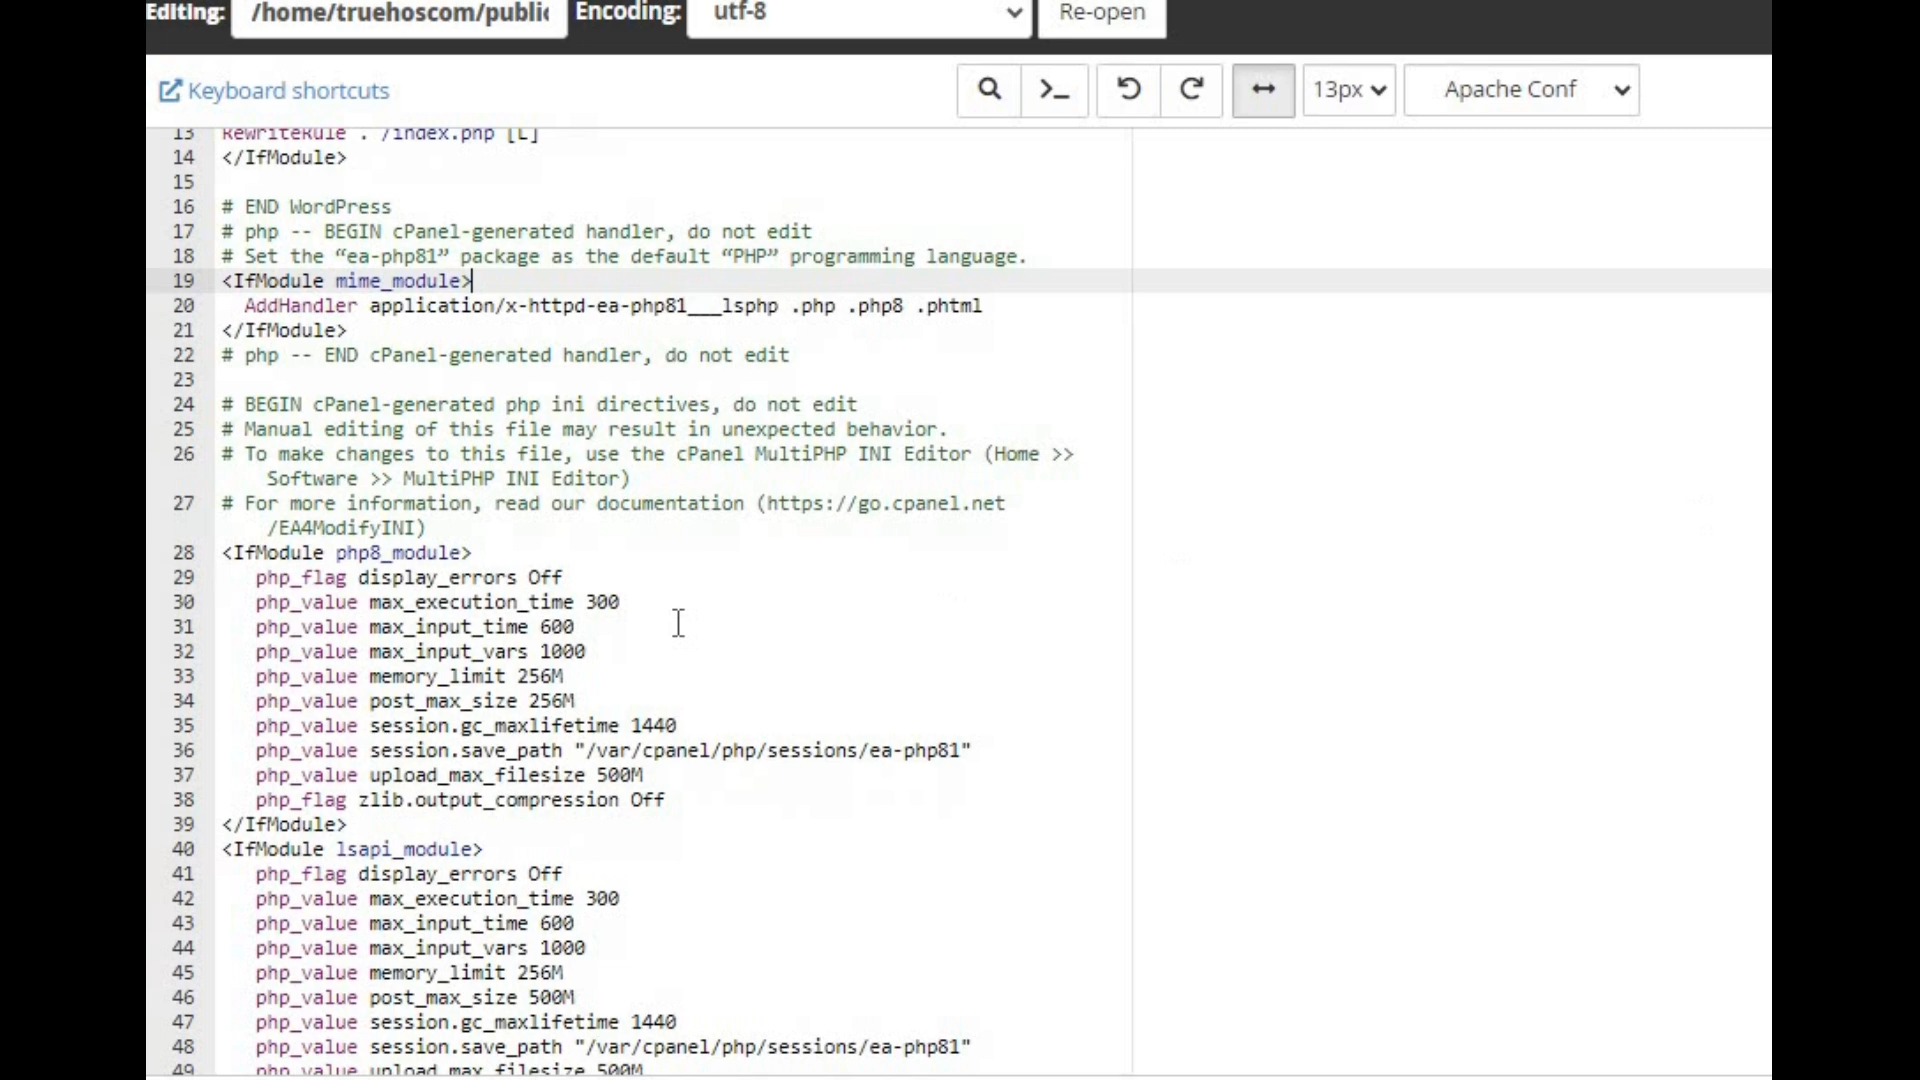 Editing: /home/truehoscom/public Encoding: utf-8 Re-open
Keyboard shortcuts 13px Apache Conf
13 RewriteRule . /index.php [L]
14 </IfModule>
15
16 # END WordPress
17 # php -- BEGIN cPanel-generated handler, do not edit
18 # Set the “ea-php81” package as the default “PHP” programming language.
19 <IfModule mime_module>
20 AddHandler application/x-httpd-ea-php81___lsphp .php .php8 .phtml
21 </IfModule>
22 # php -- END cPanel-generated handler, do not edit
23
24 # BEGIN cPanel-generated php ini directives, do not edit
25 # Manual editing of this file may result in unexpected behavior.
26 # To make changes to this file, use the cPanel MultiPHP INI Editor (Home >>
Software >> MultiPHP INI Editor)
27 # For more information, read our documentation (https://go.cpanel.net
/EA4ModifyINI)
28 <IfModule php8_module>
29 php_flag display_errors Off
30 php_value max_execution_time 300
31 php_value max_input_time 600
32 php_value max_input_vars 1000
33 php_value memory_limit 256M
34 php_value post_max_size 256M
35 php_value session.gc_maxlifetime 1440
36 php_value session.save_path "/var/cpanel/php/sessions/ea-php81"
37 php_value upload_max_filesize 500M
38 php_flag zlib.output_compression Off
39 </IfModule>
40 <IfModule lsapi_module>
41 php_flag display_errors Off
42 php_value max_execution_time 300
43 php_value max_input_time 600
44 php_value max_input_vars 1000
45 php_value memory_limit 256M
46 php_value post_max_size 500M
47 php_value session.gc_maxlifetime 1440
48 php_value session.save_path "/var/cpanel/php/sessions/ea-php81"
49 php_value upload_max_filesize 500M